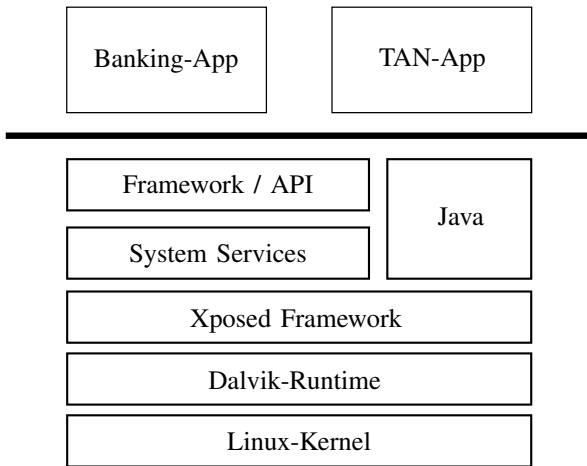 Banking-App
TAN-App
Framework / API
Java
System Services
Xposed Framework
Dalvik-Runtime
Linux-Kernel